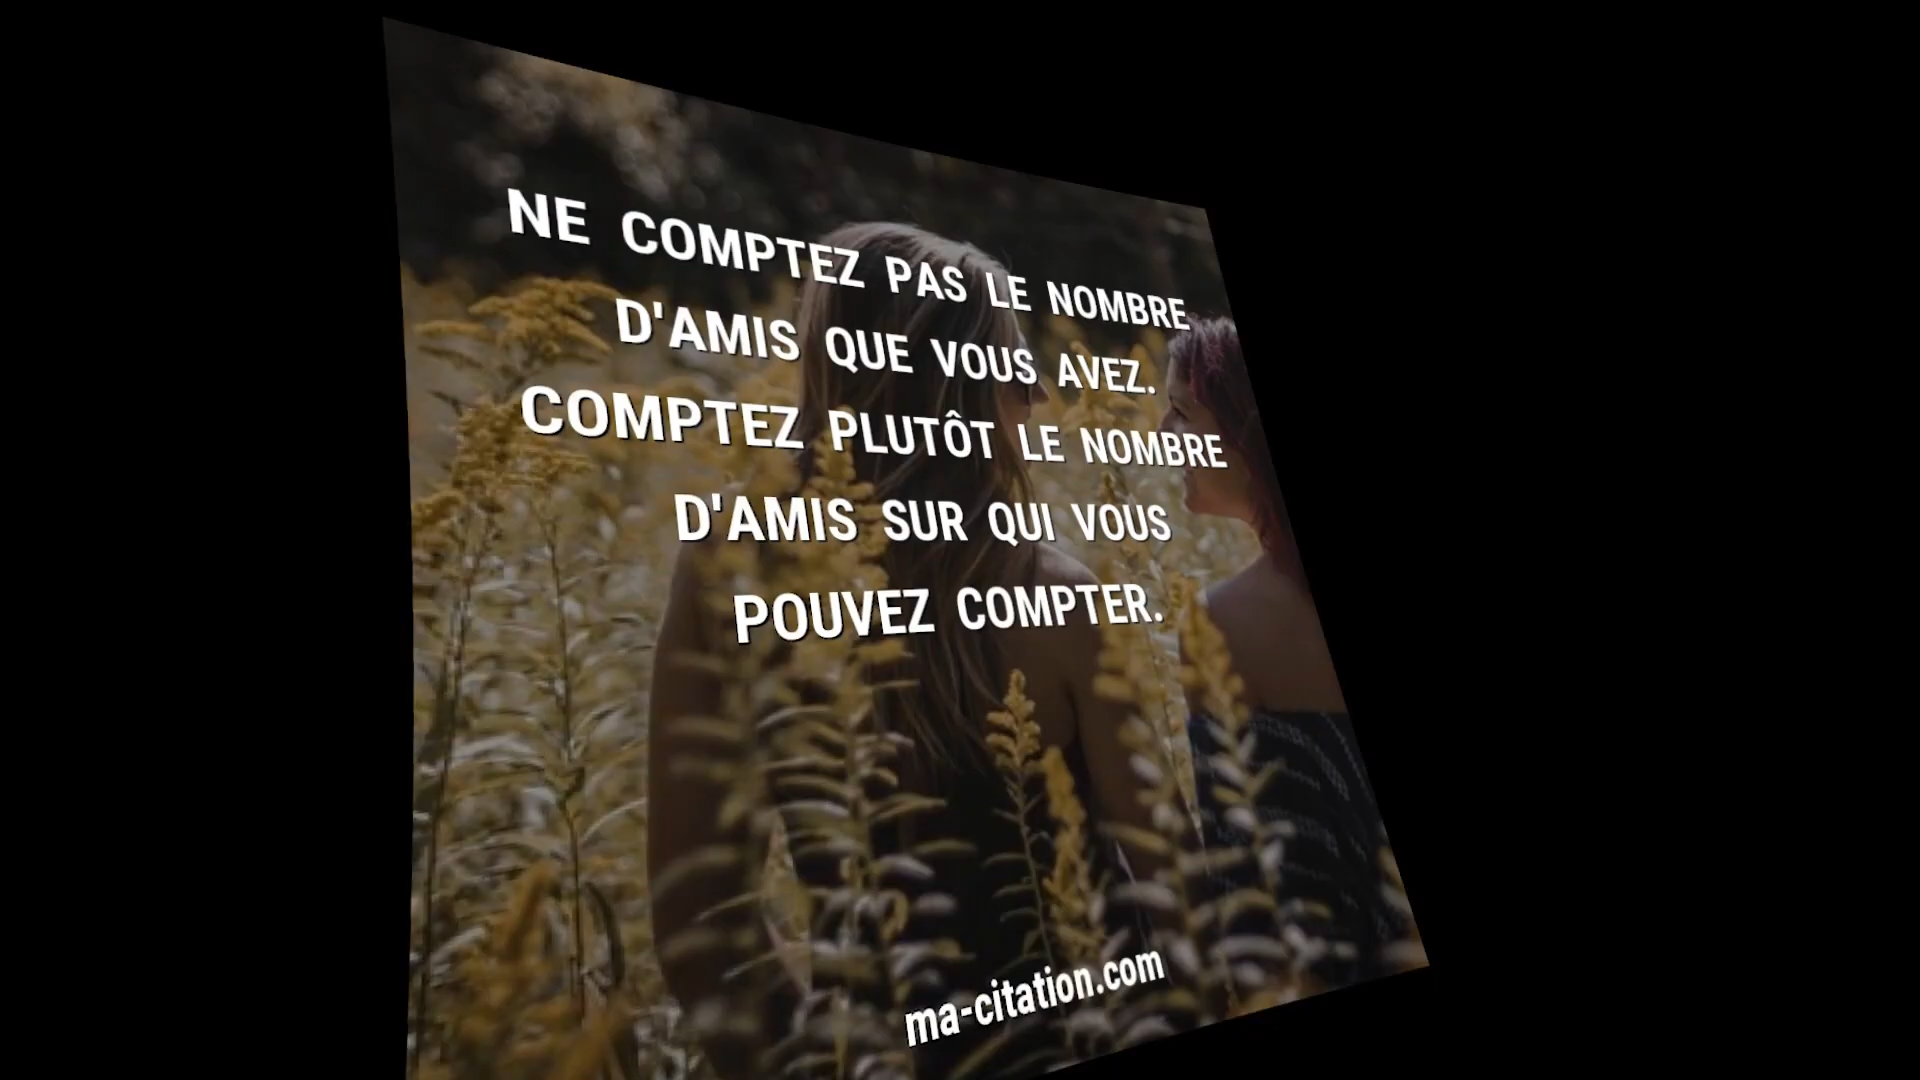 NE COMPTEZ PAS LE NOMBRE
D'AMIS QUE VOUS AVEZ.
COMPTEZ PLUTÔT LE NOMBRE
D'AMIS SUR QUI VOUS
POUVEZ COMPTER.
ma-citation.com